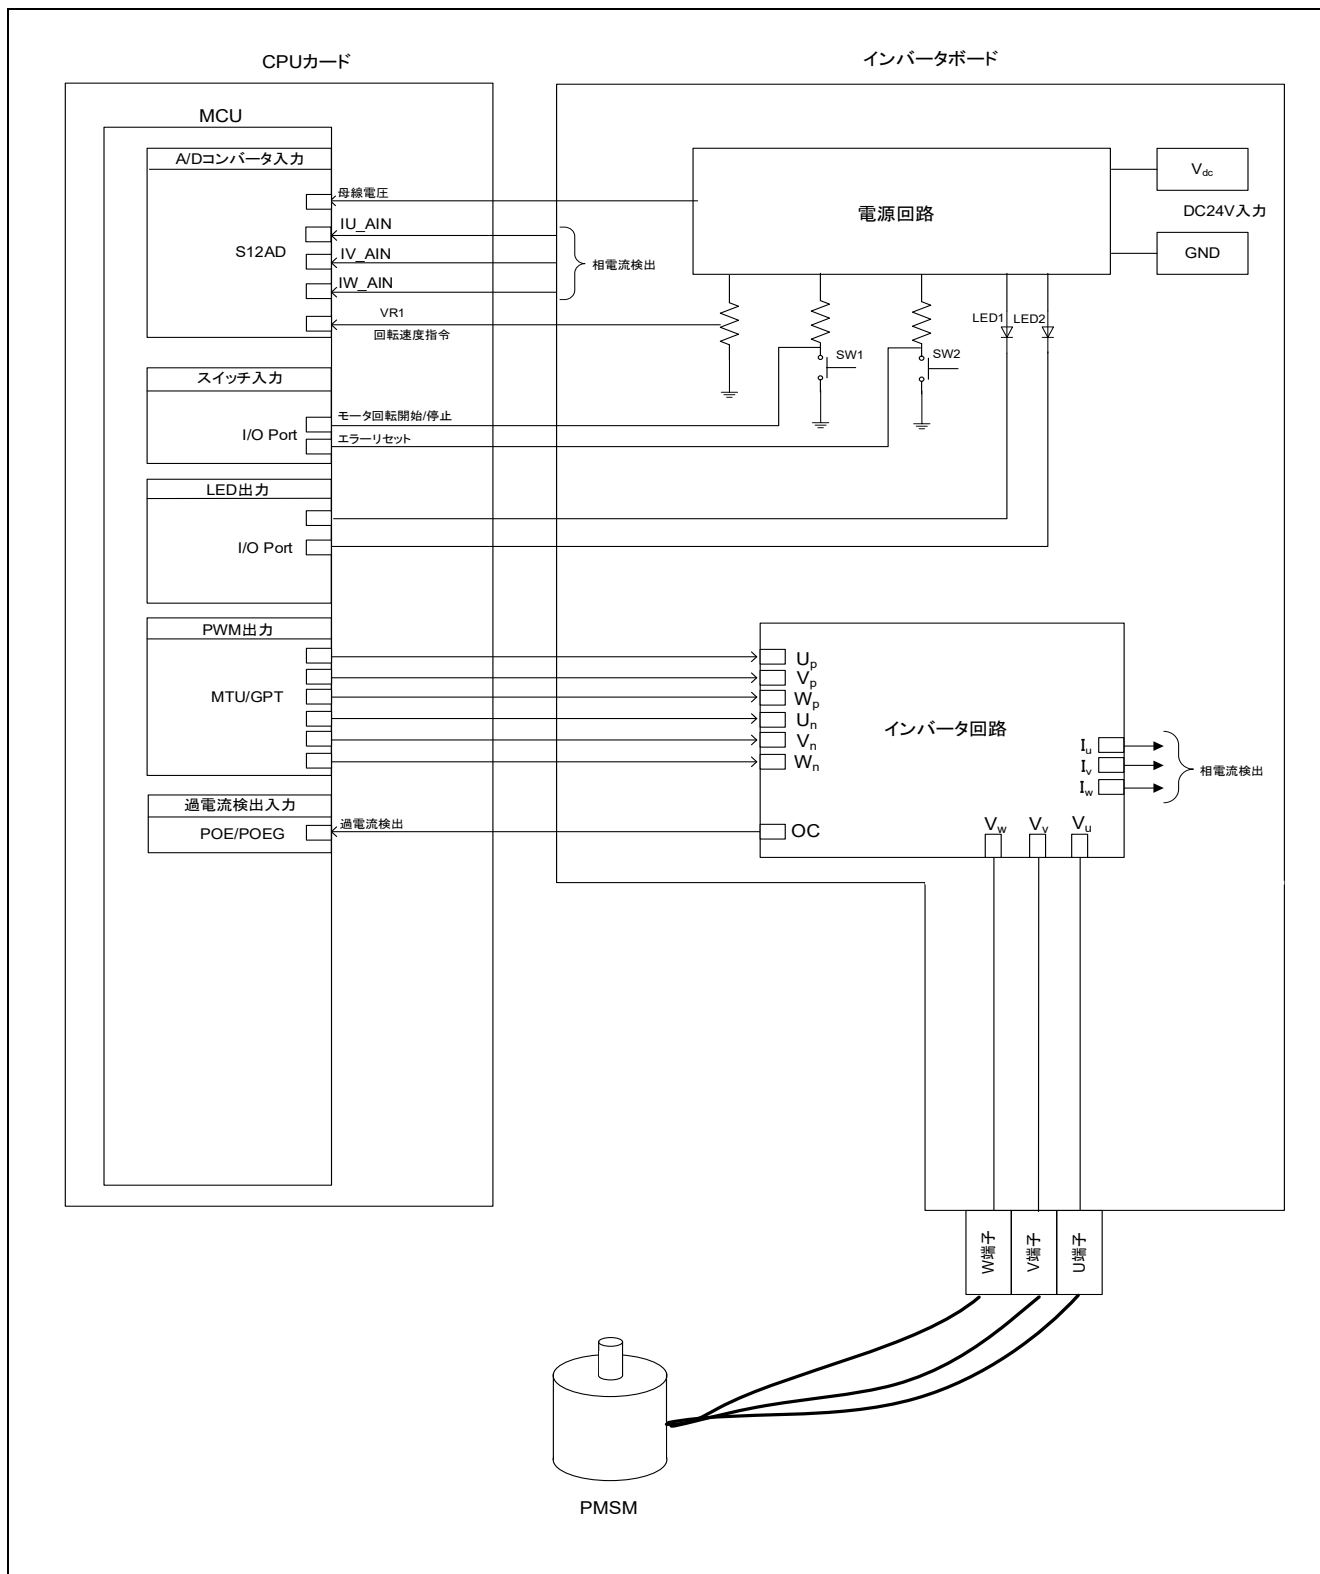 CPUカード
インバータボード
MCU
A/Dコンバータ入力
S12AD
母線電圧
IU_AIN
IV_AIN
IW_AIN
相電流検出
VR1
回転速度指令
電源回路
Vdc
DC24V入力
GND
LED1
LED2
SW1
SW2
スイッチ入力
I/O Port
モータ回転開始/停止
エラーリセット
LED出力
I/O Port
PWM出力
MTU/GPT
Up
Vp
Wp
Un
Vn
Wn
インバータ回路
Iu
Iv
Iw
相電流検出
過電流検出入力
POE/POEG
過電流検出
OC
Vw
Vv
Vu
W端子
V端子
U端子
PMSM